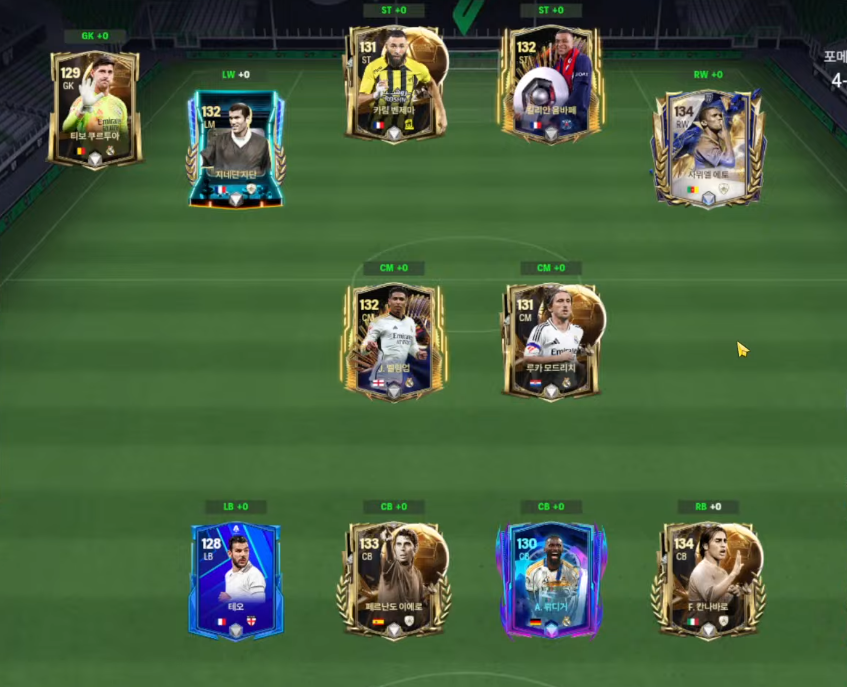 ST +0
ST +0
GK +0
LW +0
RW +0
포메
4-
131
ST
카림 벤제마
132
ST
킬리안 음바페
129
GK
티보 쿠르투아
132
LM
지네딘 지단
134
RW
사뮈엘 에토
CM +0
CM +0
132
CM
J. 벨링엄
131
CM
루카 모드리치
LB +0
CB +0
CB +0
RB +0
128
LB
테오
133
CB
페르난도 이에로
130
CB
A. 뤼디거
134
CB
F. 칸나바로